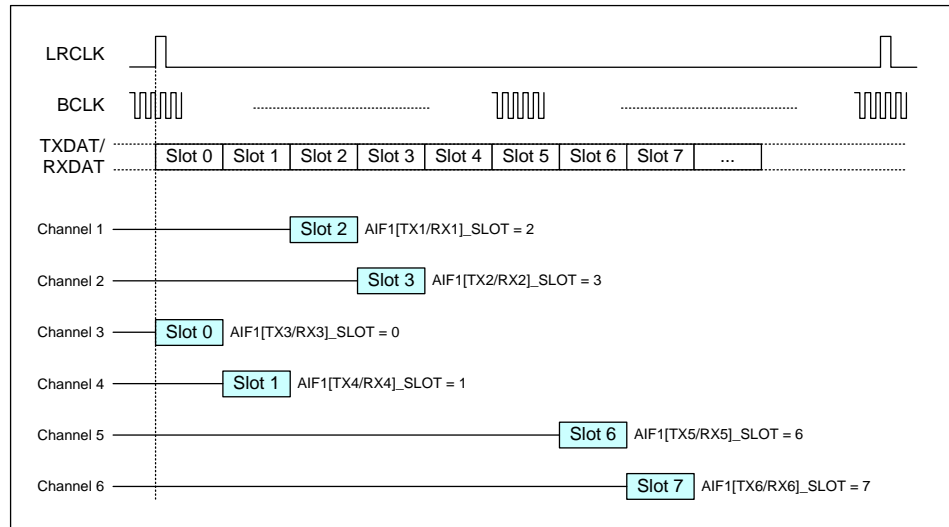 LRCLK
BCLK
TXDAT/
RXDAT
Slot 0 Slot 1 Slot 2 Slot 3 Slot 4 Slot 5 Slot 6 Slot 7 ...
Channel 1 Slot 2 AIF1[TX1/RX1]_SLOT = 2
Channel 2 Slot 3 AIF1[TX2/RX2]_SLOT = 3
Channel 3 Slot 0 AIF1[TX3/RX3]_SLOT = 0
Channel 4 Slot 1 AIF1[TX4/RX4]_SLOT = 1
Channel 5 Slot 6 AIF1[TX5/RX5]_SLOT = 6
Channel 6 Slot 7 AIF1[TX6/RX6]_SLOT = 7